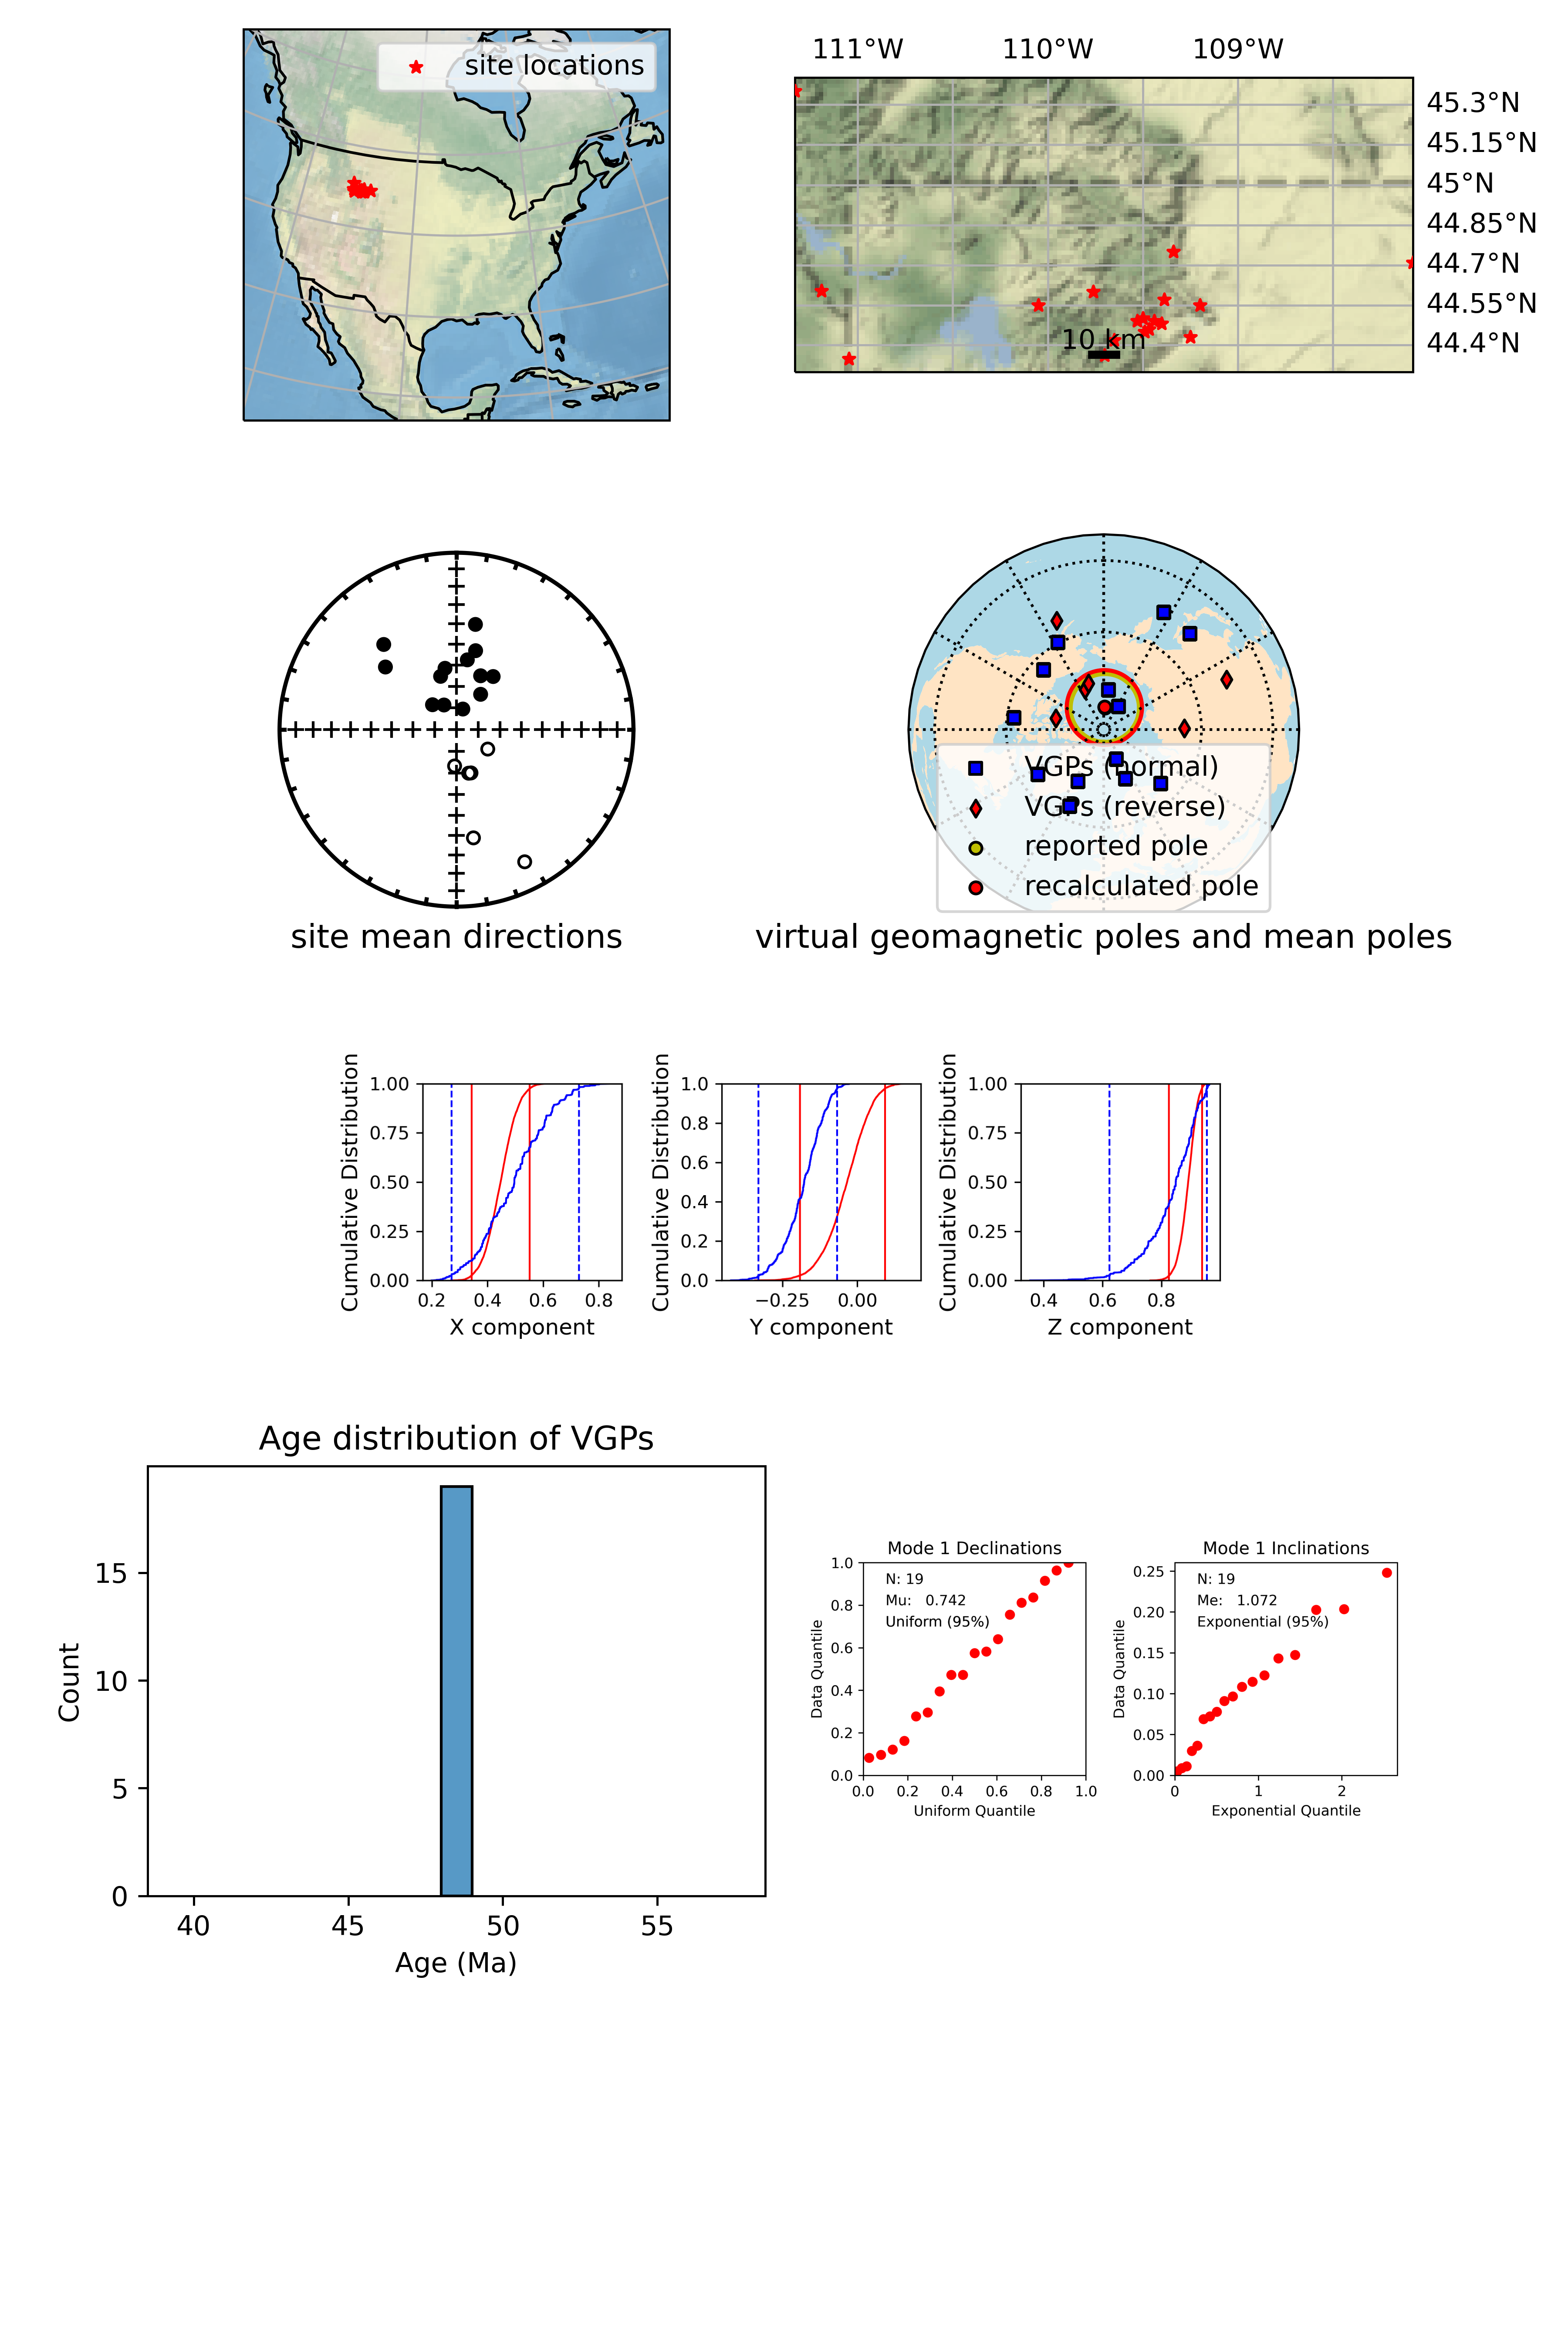 site locations
111°W 110°W 109°W
45.3°N
45.15°N
45°N
44.85°N
44.7°N
44.55°N
44.4°N
10 km
VGPs (normal)
VGPs (reverse)
reported pole
recalculated pole
site mean directions
virtual geomagnetic poles and mean poles
Cumulative Distribution
1.00
0.75
0.50
0.25
0.00
0.2 0.4 0.6 0.8
X component
Cumulative Distribution
1.0
0.8
0.6
0.4
0.2
0.0
−0.25 0.00
Y component
Cumulative Distribution
1.00
0.75
0.50
0.25
0.00
0.4 0.6 0.8
Z component
Age distribution of VGPs
Count
15
10
5
0
40 45 50 55
Age (Ma)
Mode 1 Declinations
N: 19
Mu: 0.742
Uniform (95%)
Data Quantile
1.0
0.8
0.6
0.4
0.2
0.0
0.0 0.2 0.4 0.6 0.8 1.0
Uniform Quantile
Mode 1 Inclinations
N: 19
Me: 1.072
Exponential (95%)
Data Quantile
0.25
0.20
0.15
0.10
0.05
0.00
0 1 2
Exponential Quantile